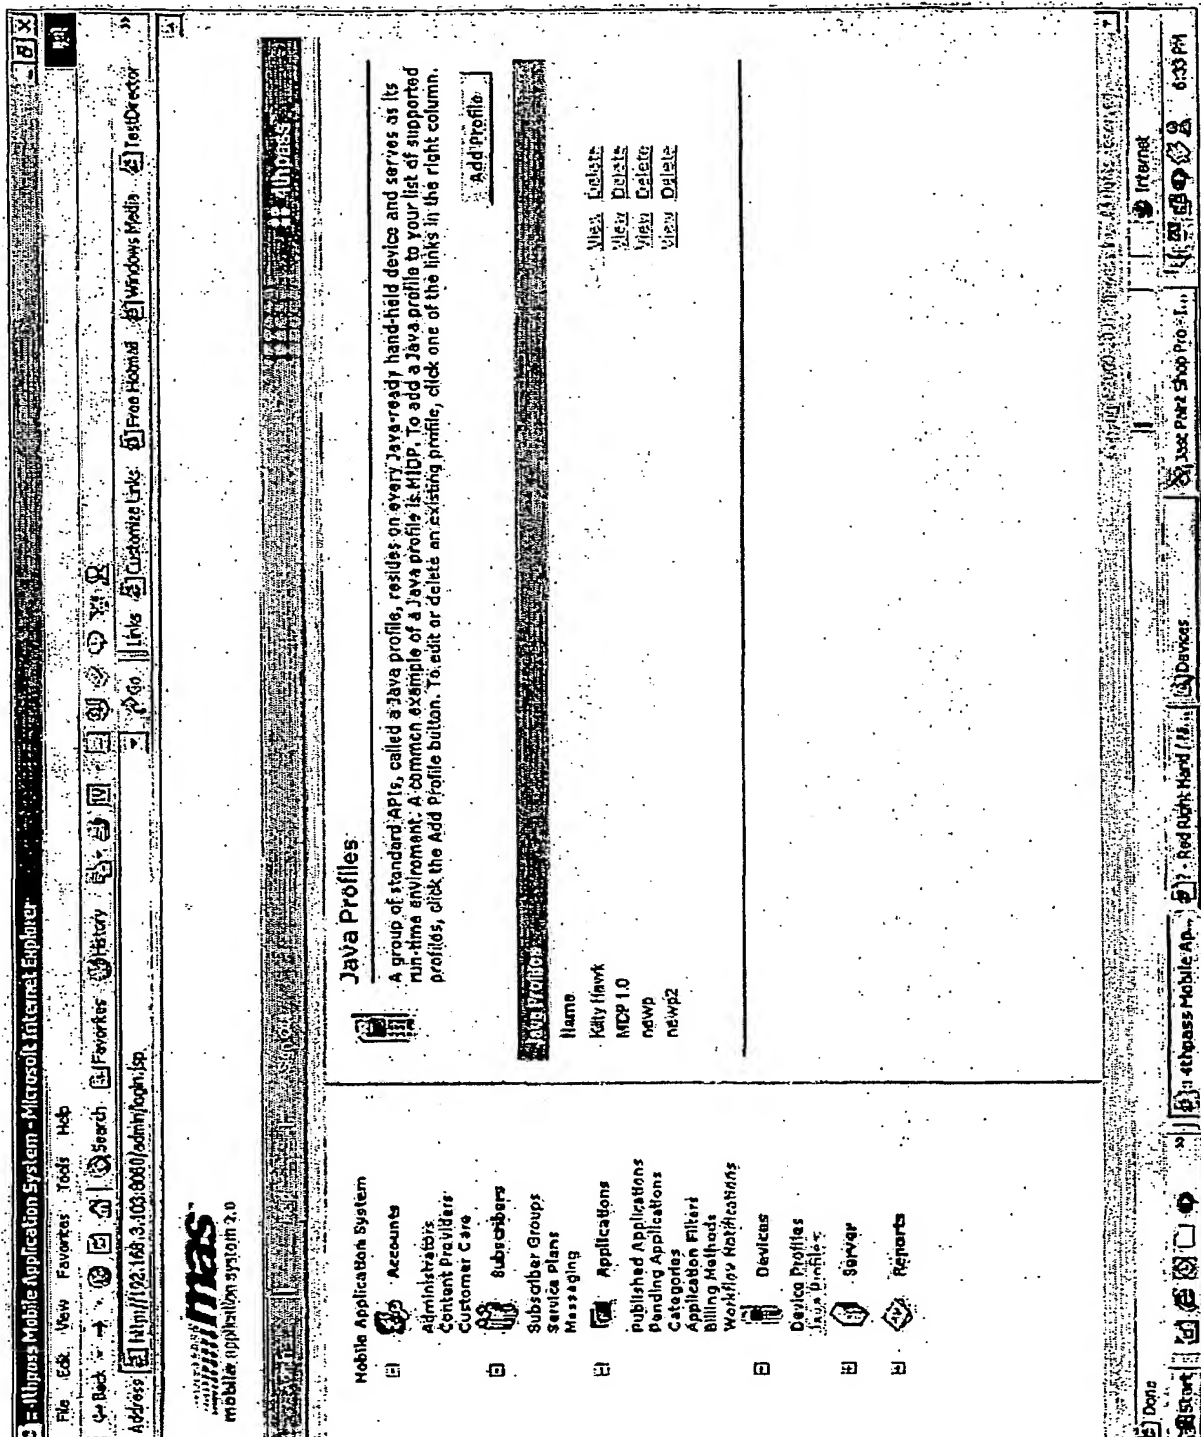 4thpass Mobile Application System - Microsoft Internet Explorer
File Edit View Favorites Tools Help
Back Search Favorites History
Address http://192.168.3.103:8080/admin/login.jsp Go Links Customize Links Free Hotmail Windows Media TestDirector
mas
mobile application system 2.0
4thpass
Mobile Application System
Accounts
Administrators
Content Providers
Customer Care
Subscribers
Subscriber Groups
Service Plans
Messaging
Applications
Published Applications
Pending Applications
Categories
Application Filters
Billing Methods
Workflow Notifications
Devices
Device Profiles
Java Profiles
Server
Reports
Java Profiles
A group of standard APIs, called a Java profile, resides on every Java-ready hand-held device and serves as its
run-time enviroment. A common example of a Java profile is MIDP. To add a Java profile to your list of supported
profiles, click the Add Profile button. To edit or delete an existing profile, click one of the links in the right column.
Add Profile
Java Profiles
Name
Kitty Hawk View Delete
MIDP 1.0 View Delete
newp View Delete
newp2 View Delete
Done Internet
Start 4thpass Mobile Ap... ? - Red Right Hand ( Devices Jasc Paint Shop Pro - I... 6:33 PM